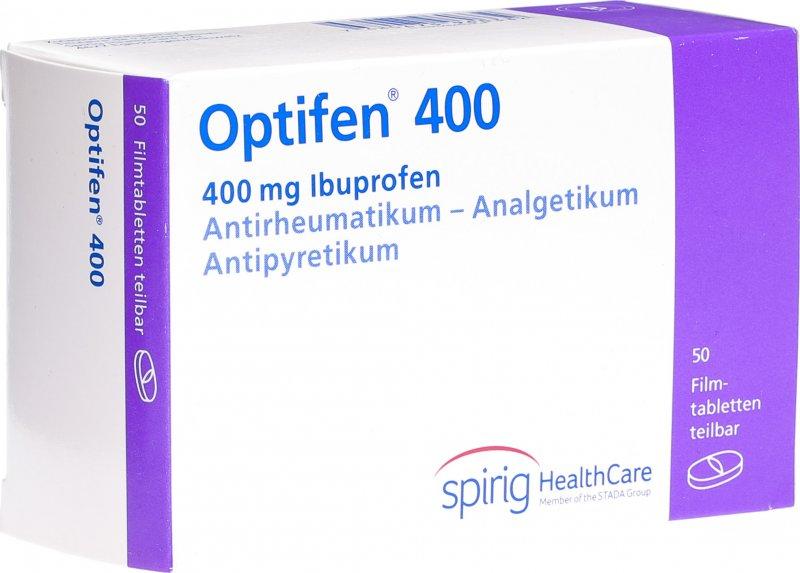 Optifen® 400
400 mg Ibuprofen
Antirheumatikum – Analgetikum
Antipyretikum
50
Film-
tabletten
teilbar
spirig HealthCare
Member of the STADA Group
Optifen® 400
50 Filmtabletten teilbar